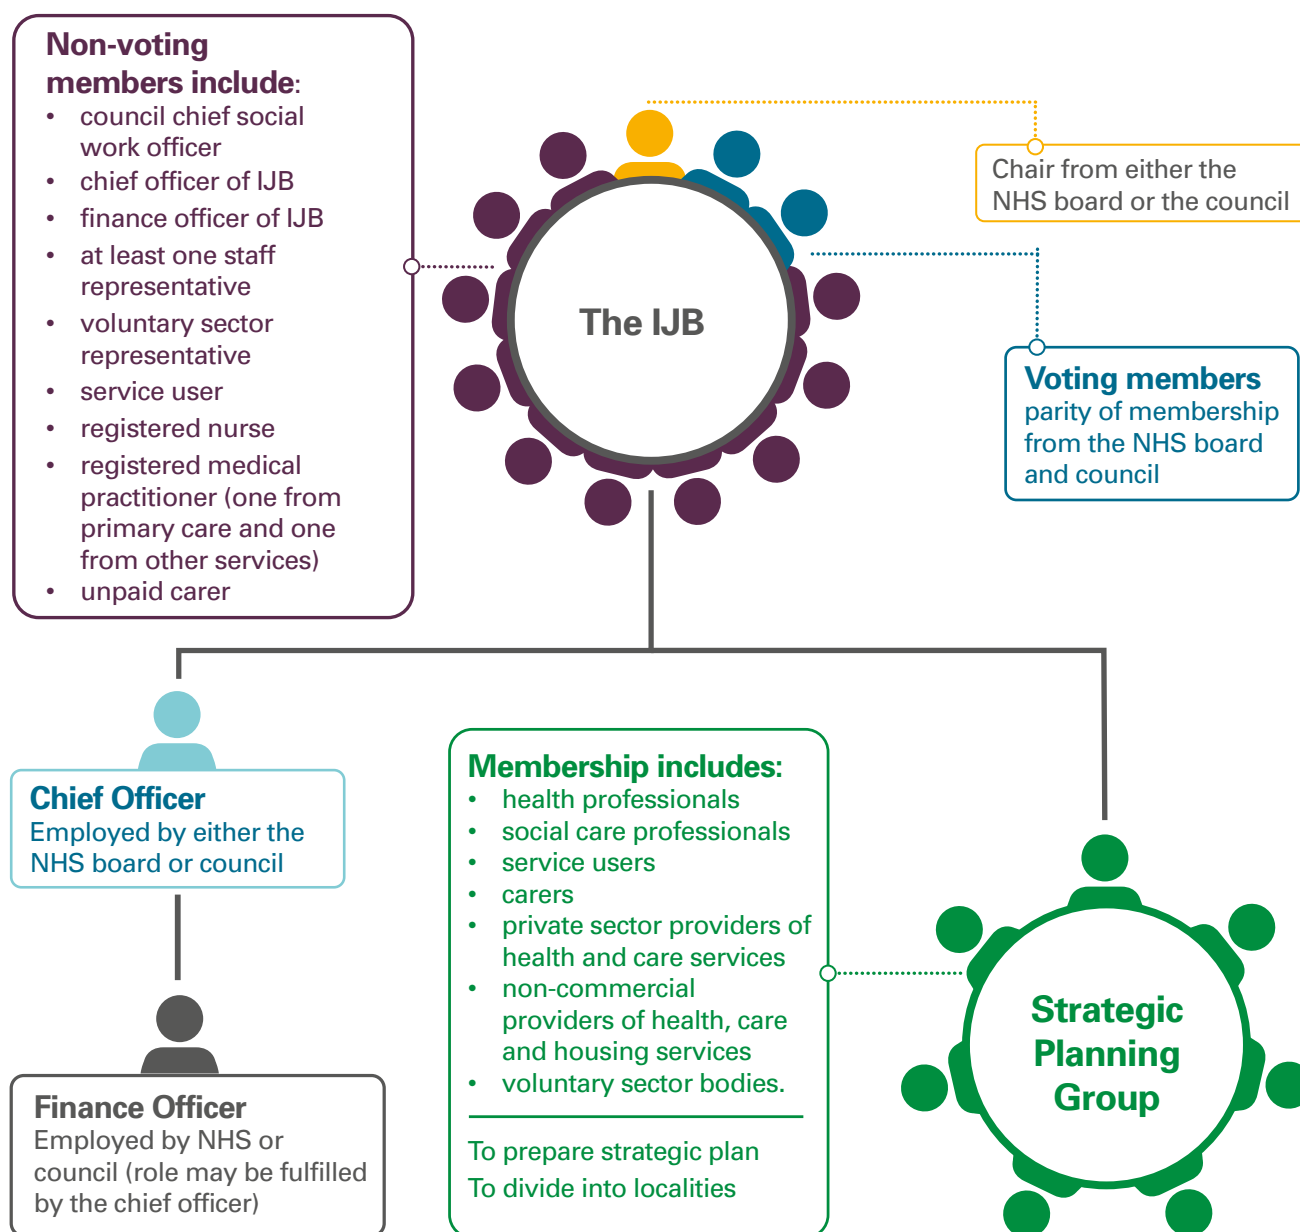 Non-voting
members include:
• council chief social
work officer
• chief officer of IJB
• finance officer of IJB
• at least one staff
representative
• voluntary sector
representative
• service user
• registered nurse
• registered medical
practitioner (one from
primary care and one
from other services)
• unpaid carer
The IJB
Chair from either the
NHS board or the council
Voting members
parity of membership
from the NHS board
and council
Chief Officer
Employed by either the
NHS board or council
Finance Officer
Employed by NHS or
council (role may be fulfilled
by the chief officer)
Membership includes:
• health professionals
• social care professionals
• service users
• carers
• private sector providers of
health and care services
• non-commercial
providers of health, care
and housing services
• voluntary sector bodies.
To prepare strategic plan
To divide into localities
Strategic
Planning
Group